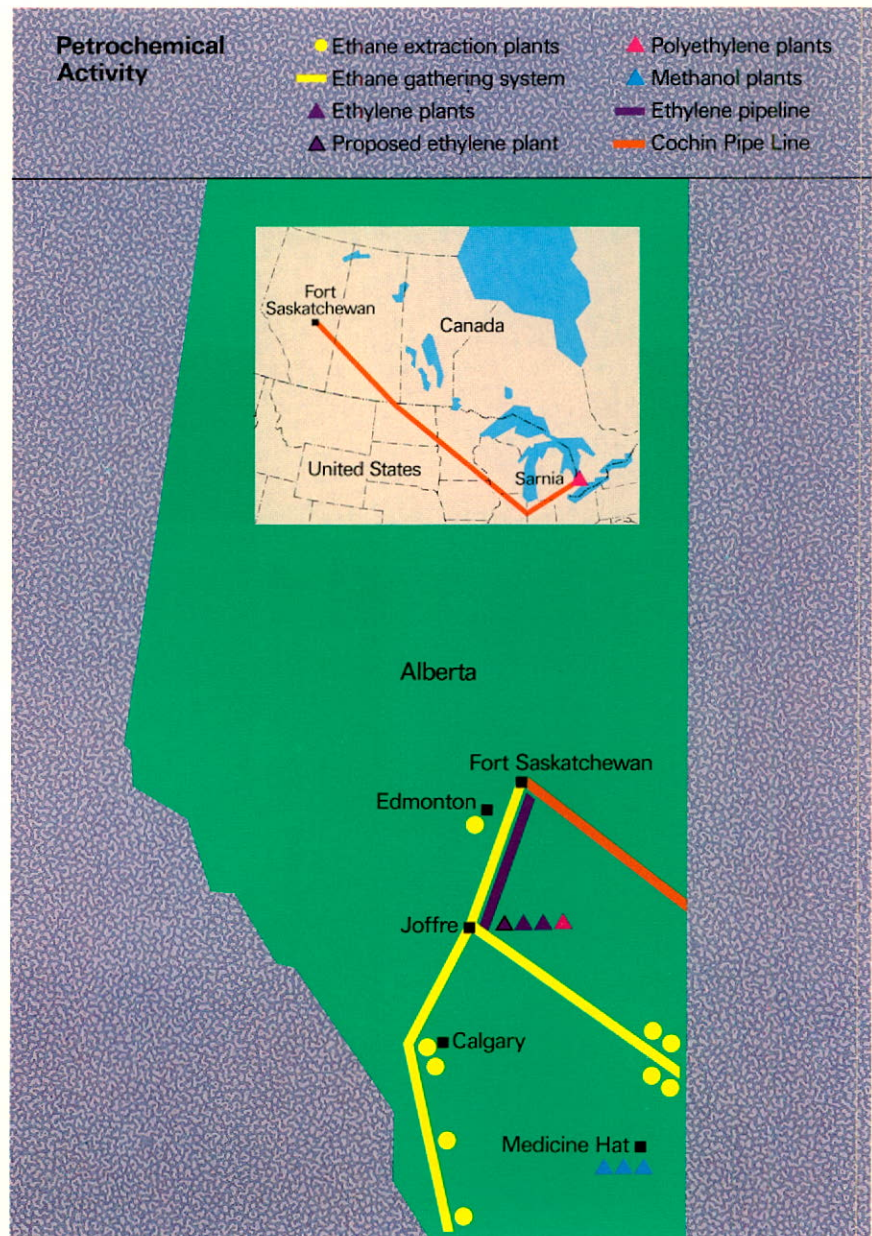 Petrochemical
Activity
Ethane extraction plants
Ethane gathering system
Ethylene plants
Proposed ethylene plant
Polyethylene plants
Methanol plants
Ethylene pipeline
Cochin Pipe Line
Fort
Saskatchewan
Canada
United States
Sarnia
Alberta
Fort Saskatchewan
Edmonton
Joffre
Calgary
Medicine Hat